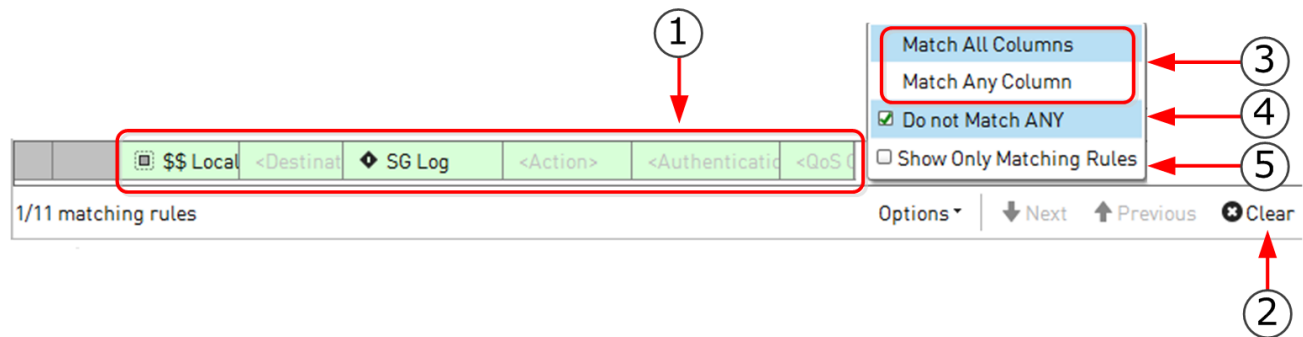 1
Match All Columns
3
Match Any Column
Do not Match ANY
4
$$ Local <Destinat SG Log <Action> <Authenticatic <QoS
Show Only Matching Rules
5
1/11 matching rules Options Next Previous Clear
2